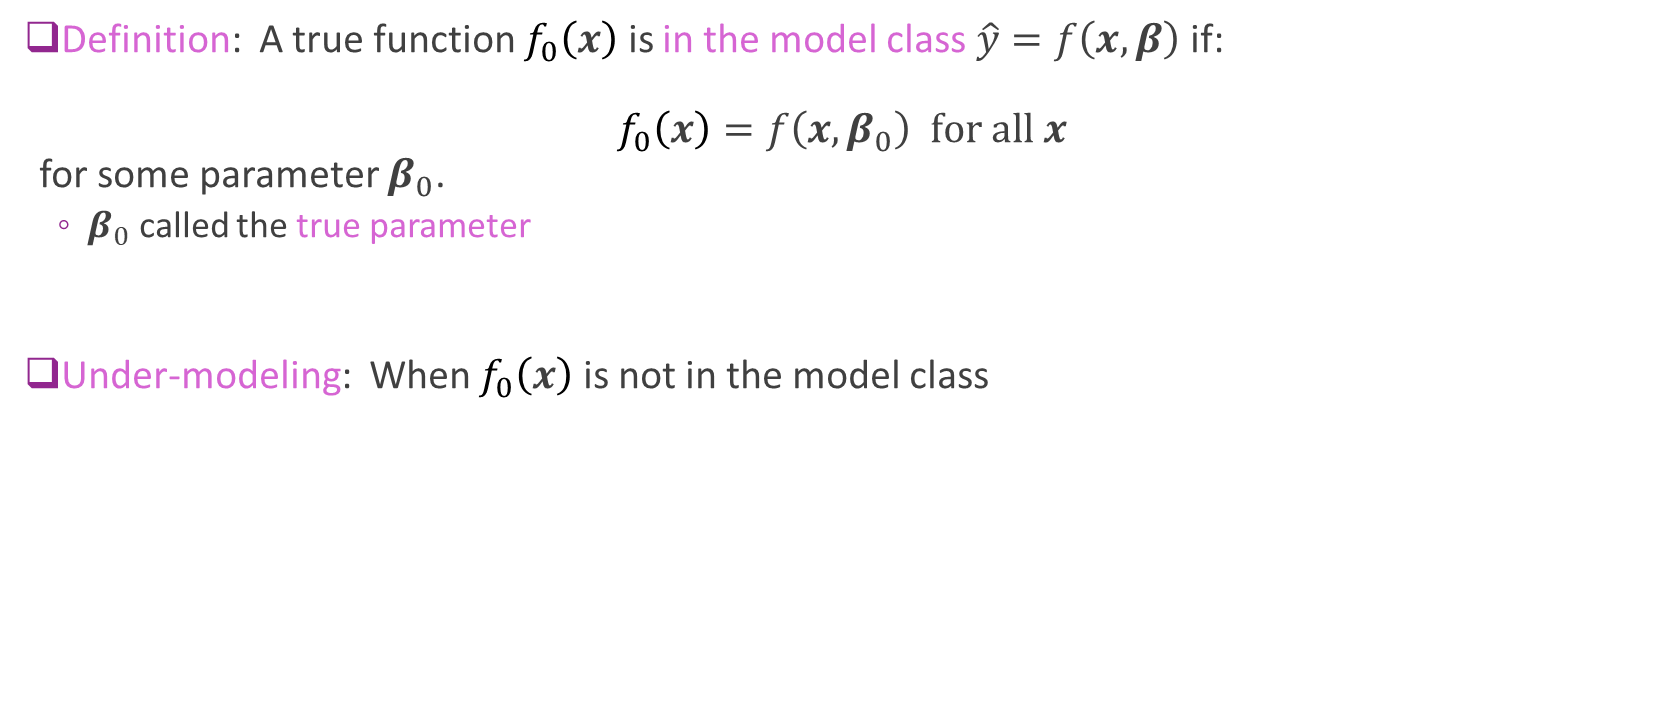 ❑Definition: A true function f₀(𝒙) is in the model class ŷ = f(𝒙, 𝜷) if:
f₀(𝒙) = f(𝒙, 𝜷₀) for all 𝒙
for some parameter 𝜷₀.
◦ 𝜷₀ called the true parameter
❑Under-modeling: When f₀(𝒙) is not in the model class